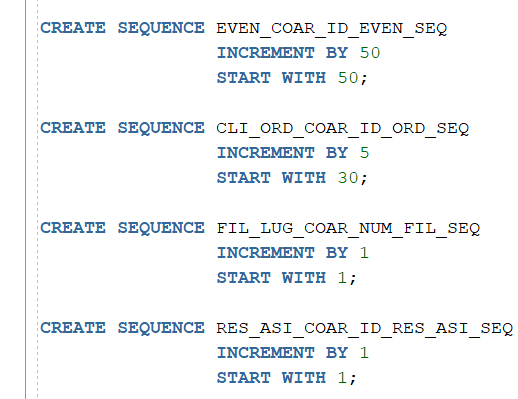 CREATE SEQUENCE EVEN_COAR_ID_EVEN_SEQ
INCREMENT BY 50
START WITH 50;
CREATE SEQUENCE CLI_ORD_COAR_ID_ORD_SEQ
INCREMENT BY 5
START WITH 30;
CREATE SEQUENCE FIL_LUG_COAR_NUM_FIL_SEQ
INCREMENT BY 1
START WITH 1;
CREATE SEQUENCE RES_ASI_COAR_ID_RES_ASI_SEQ
INCREMENT BY 1
START WITH 1;